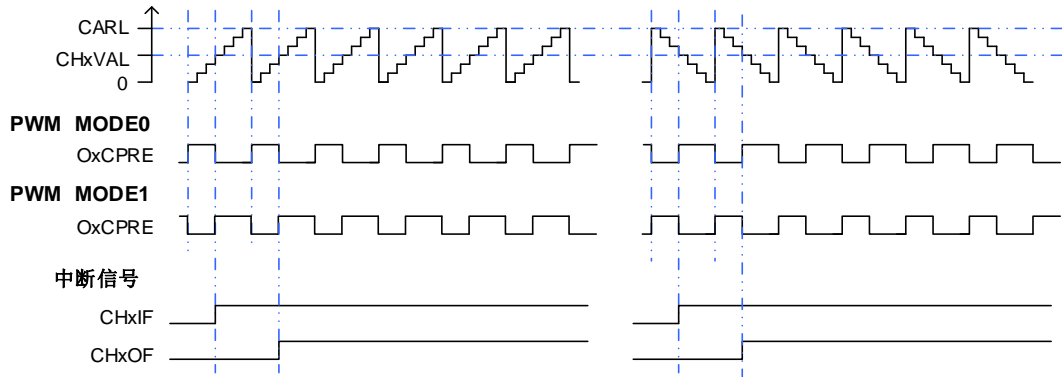 CARL
CHxVAL
0
PWM MODE0
OxCPRE
PWM MODE1
OxCPRE
中断信号
CHxIF
CHxOF